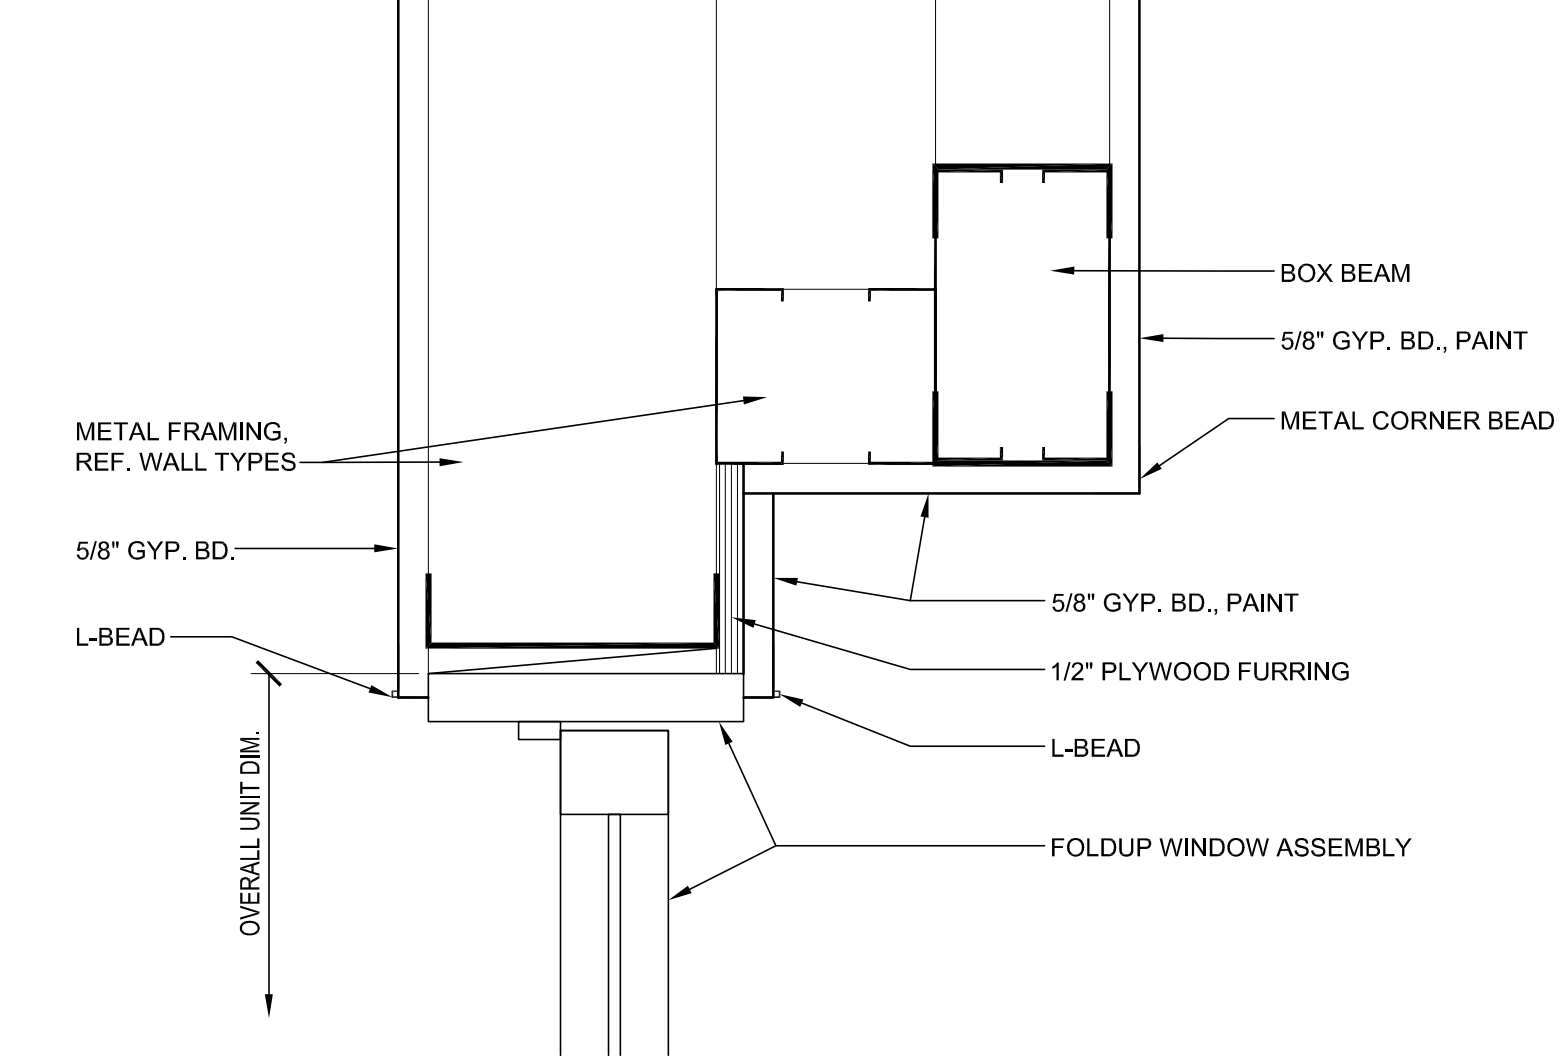 BOX BEAM
5/8" GYP. BD., PAINT
METAL CORNER BEAD
METAL FRAMING,
REF. WALL TYPES
5/8" GYP. BD.
L-BEAD
5/8" GYP. BD., PAINT
1/2" PLYWOOD FURRING
L-BEAD
FOLDUP WINDOW ASSEMBLY
OVERALL UNIT DIM.